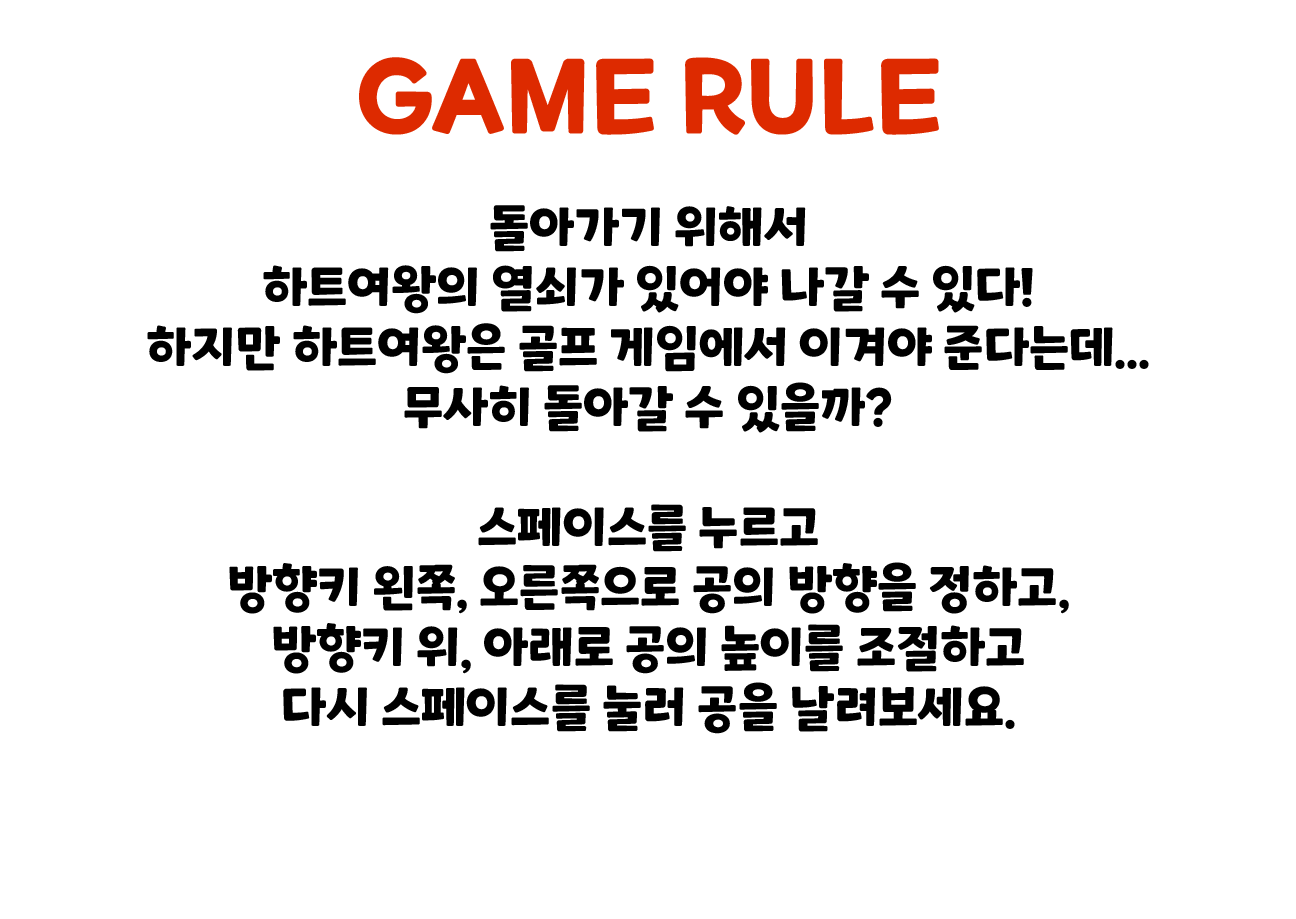 GAME RULE
돌아가기 위해서
하트여왕의 열쇠가 있어야 나갈 수 있다!
하지만 하트여왕은 골프 게임에서 이겨야 준다는데...
무사히 돌아갈 수 있을까?
스페이스를 누르고
방향키 왼쪽, 오른쪽으로 공의 방향을 정하고,
방향키 위, 아래로 공의 높이를 조절하고
다시 스페이스를 눌러 공을 날려보세요.